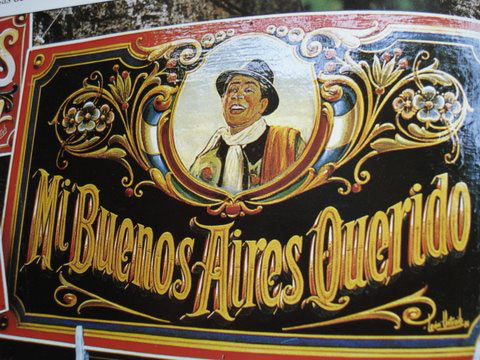 Mi Buenos Aires Querido